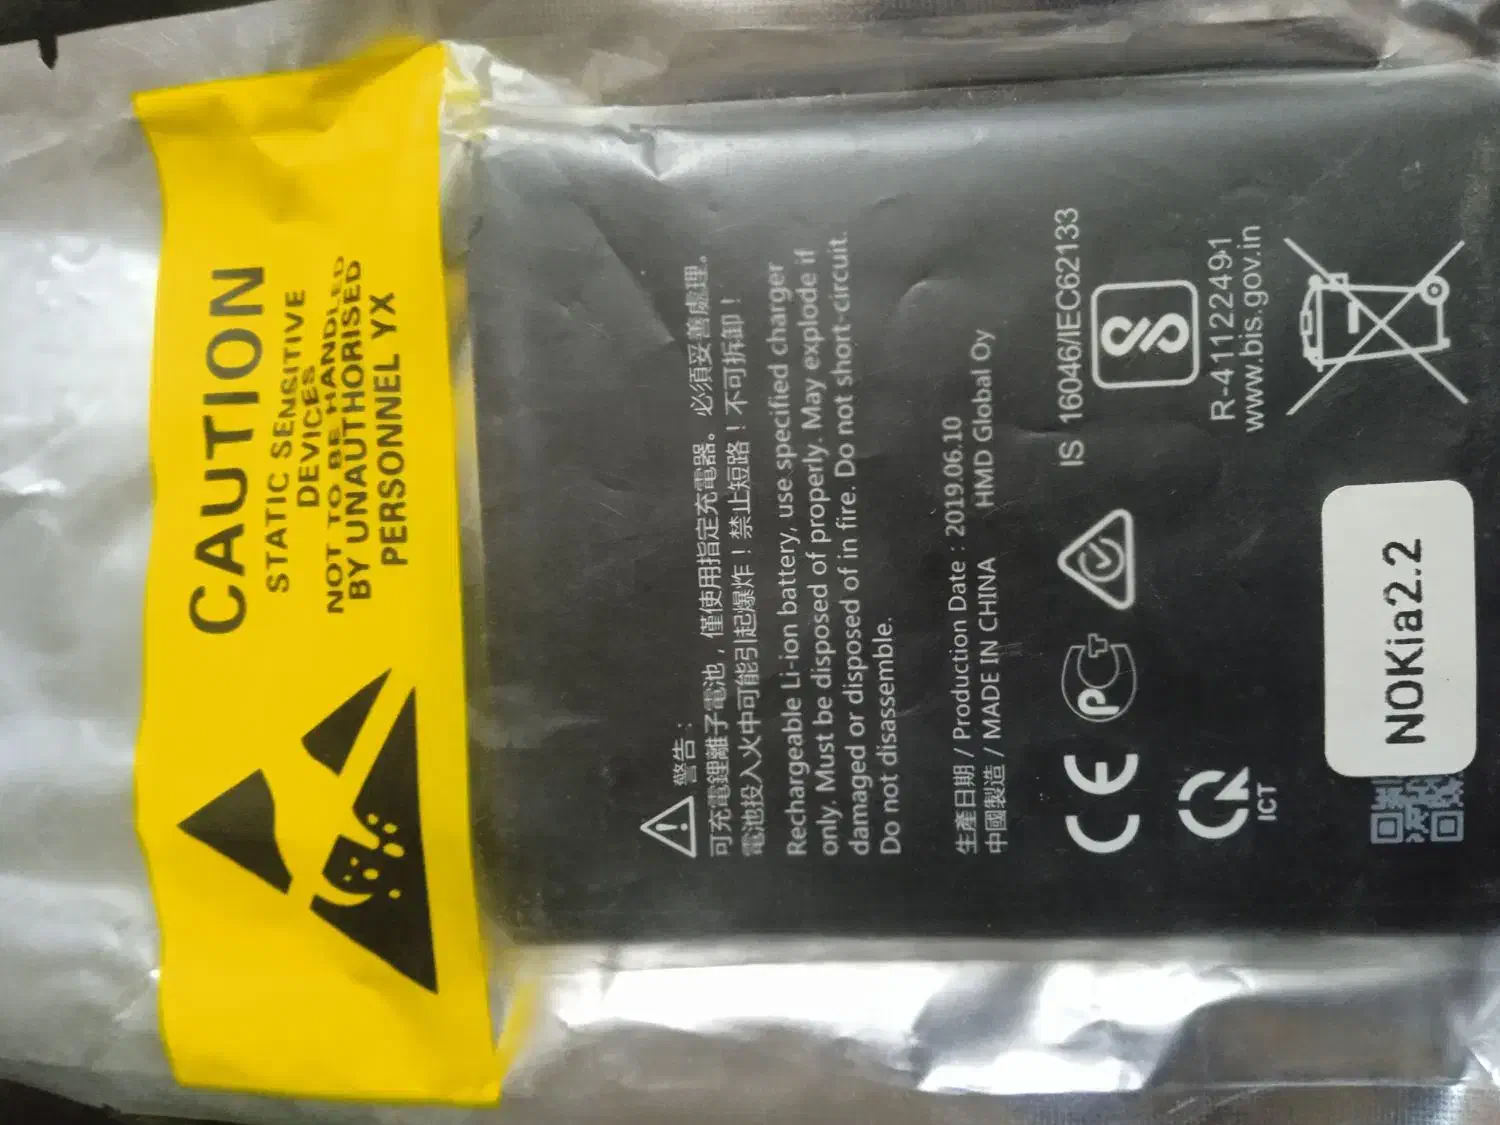 CAUTION
STATIC SENSITIVE
DEVICES
NOT TO BE HANDLED
BY UNAUTHORISED
PERSONNEL YX
警告：
可充電鋰離子電池，僅使用指定充電器。必須妥善處理。
電池投入火中可能引起爆炸！禁止短路！不可拆卸！
Rechargeable Li-ion battery, use specified charger
only. Must be disposed of properly. May explode if
damaged or disposed of in fire. Do not short-circuit.
Do not disassemble.
生產日期 / Production Date : 2019.06.10
中國製造 / MADE IN CHINA HMD Global Oy
CE PCT IS 16046/IEC62133
ICT
R-41122491
www.bis.gov.in
NOKia2.2